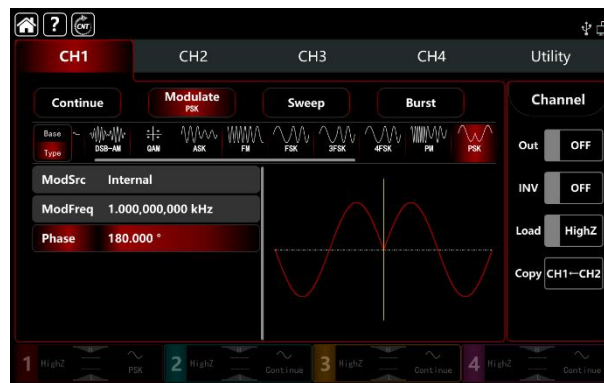 ? CNT
CH1 CH2 CH3 CH4 Utility
Continue Modulate Sweep Burst Channel
PSK
Base
Type
DSB-AM QAM ASK FM FSK 3FSK 4FSK PM PSK
Out OFF
ModSrc Internal
INV OFF
ModFreq 1.000,000,000 kHz
Phase 180.000 °
Load HighZ
Copy CH1←CH2
1 HighZ PSK
2 HighZ Continue
3 HighZ Continue
4 HighZ Continue